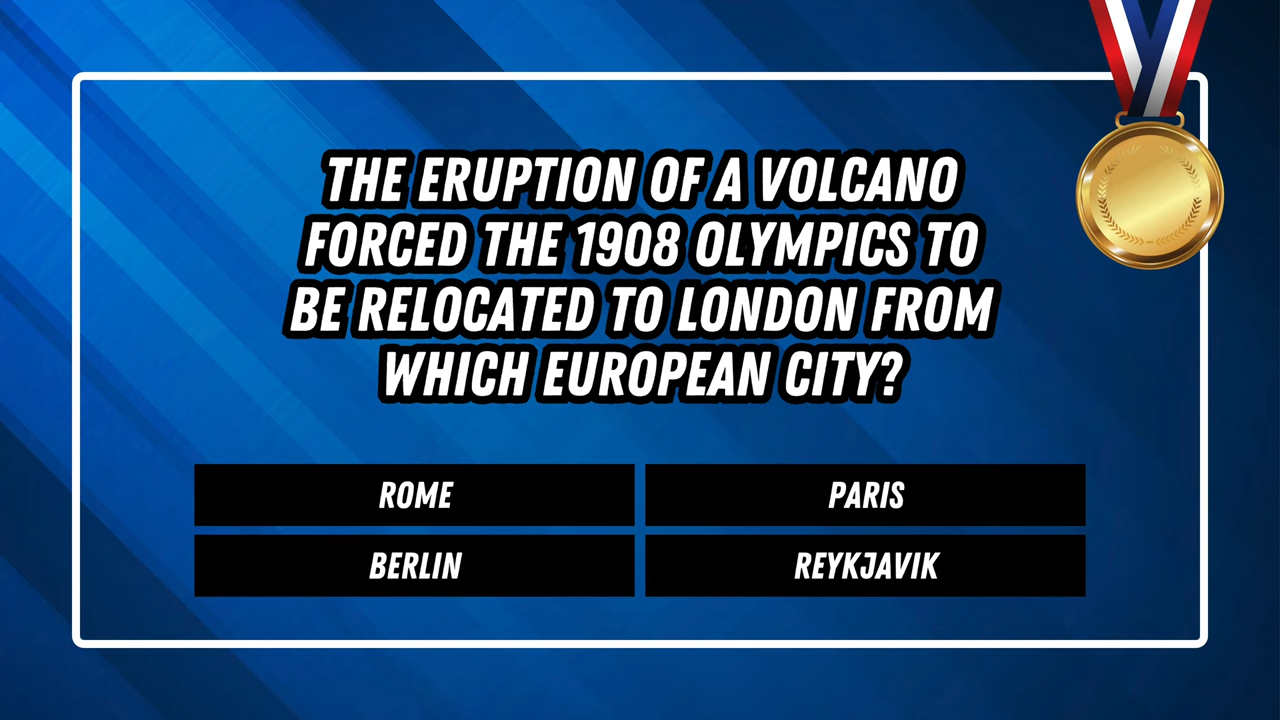 THE ERUPTION OF A VOLCANO
FORCED THE 1908 OLYMPICS TO
BE RELOCATED TO LONDON FROM
WHICH EUROPEAN CITY?
ROME
PARIS
BERLIN
REYKJAVIK